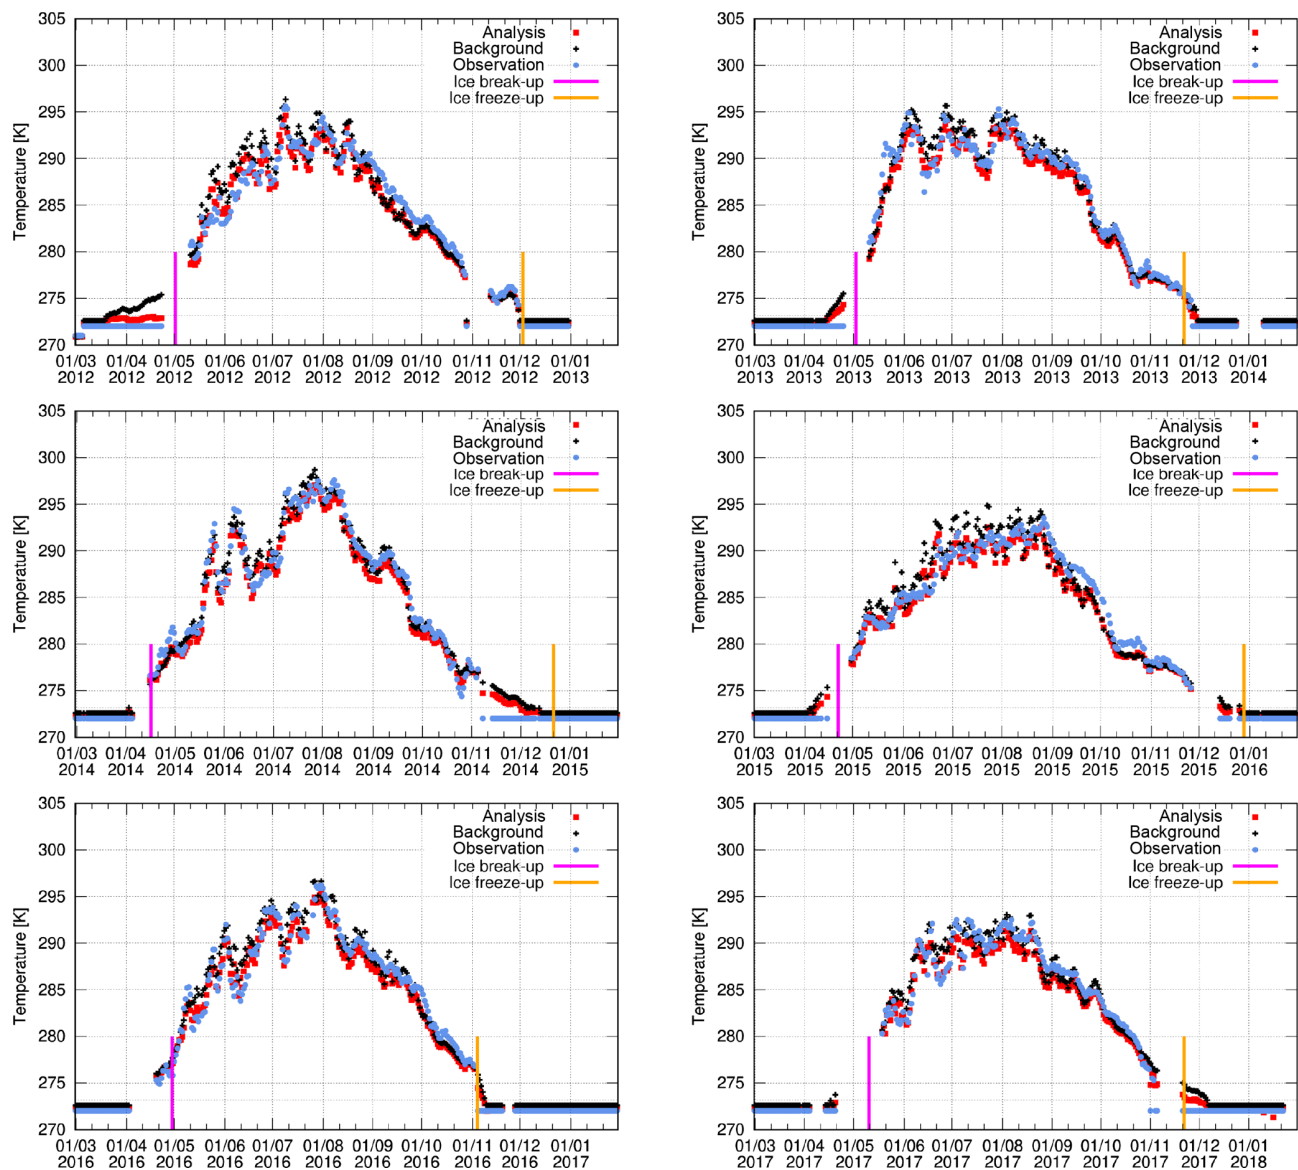 305
300
295
290
285
280
275
270
Temperature [K]
Analysis
Background
Observation
Ice break-up
Ice freeze-up
01/03 01/04 01/05 01/06 01/07 01/08 01/09 01/10 01/11 01/12 01/01
2012 2012 2012 2012 2012 2012 2012 2012 2012 2012 2013
305
300
295
290
285
280
275
270
Temperature [K]
Analysis
Background
Observation
Ice break-up
Ice freeze-up
01/03 01/04 01/05 01/06 01/07 01/08 01/09 01/10 01/11 01/12 01/01
2013 2013 2013 2013 2013 2013 2013 2013 2013 2013 2014
305
300
295
290
285
280
275
270
Temperature [K]
Analysis
Background
Observation
Ice break-up
Ice freeze-up
01/03 01/04 01/05 01/06 01/07 01/08 01/09 01/10 01/11 01/12 01/01
2014 2014 2014 2014 2014 2014 2014 2014 2014 2014 2015
305
300
295
290
285
280
275
270
Temperature [K]
Analysis
Background
Observation
Ice break-up
Ice freeze-up
01/03 01/04 01/05 01/06 01/07 01/08 01/09 01/10 01/11 01/12 01/01
2015 2015 2015 2015 2015 2015 2015 2015 2015 2015 2016
305
300
295
290
285
280
275
270
Temperature [K]
Analysis
Background
Observation
Ice break-up
Ice freeze-up
01/03 01/04 01/05 01/06 01/07 01/08 01/09 01/10 01/11 01/12 01/01
2016 2016 2016 2016 2016 2016 2016 2016 2016 2016 2017
305
300
295
290
285
280
275
270
Temperature [K]
Analysis
Background
Observation
Ice break-up
Ice freeze-up
01/03 01/04 01/05 01/06 01/07 01/08 01/09 01/10 01/11 01/12 01/01
2017 2017 2017 2017 2017 2017 2017 2017 2017 2017 2018